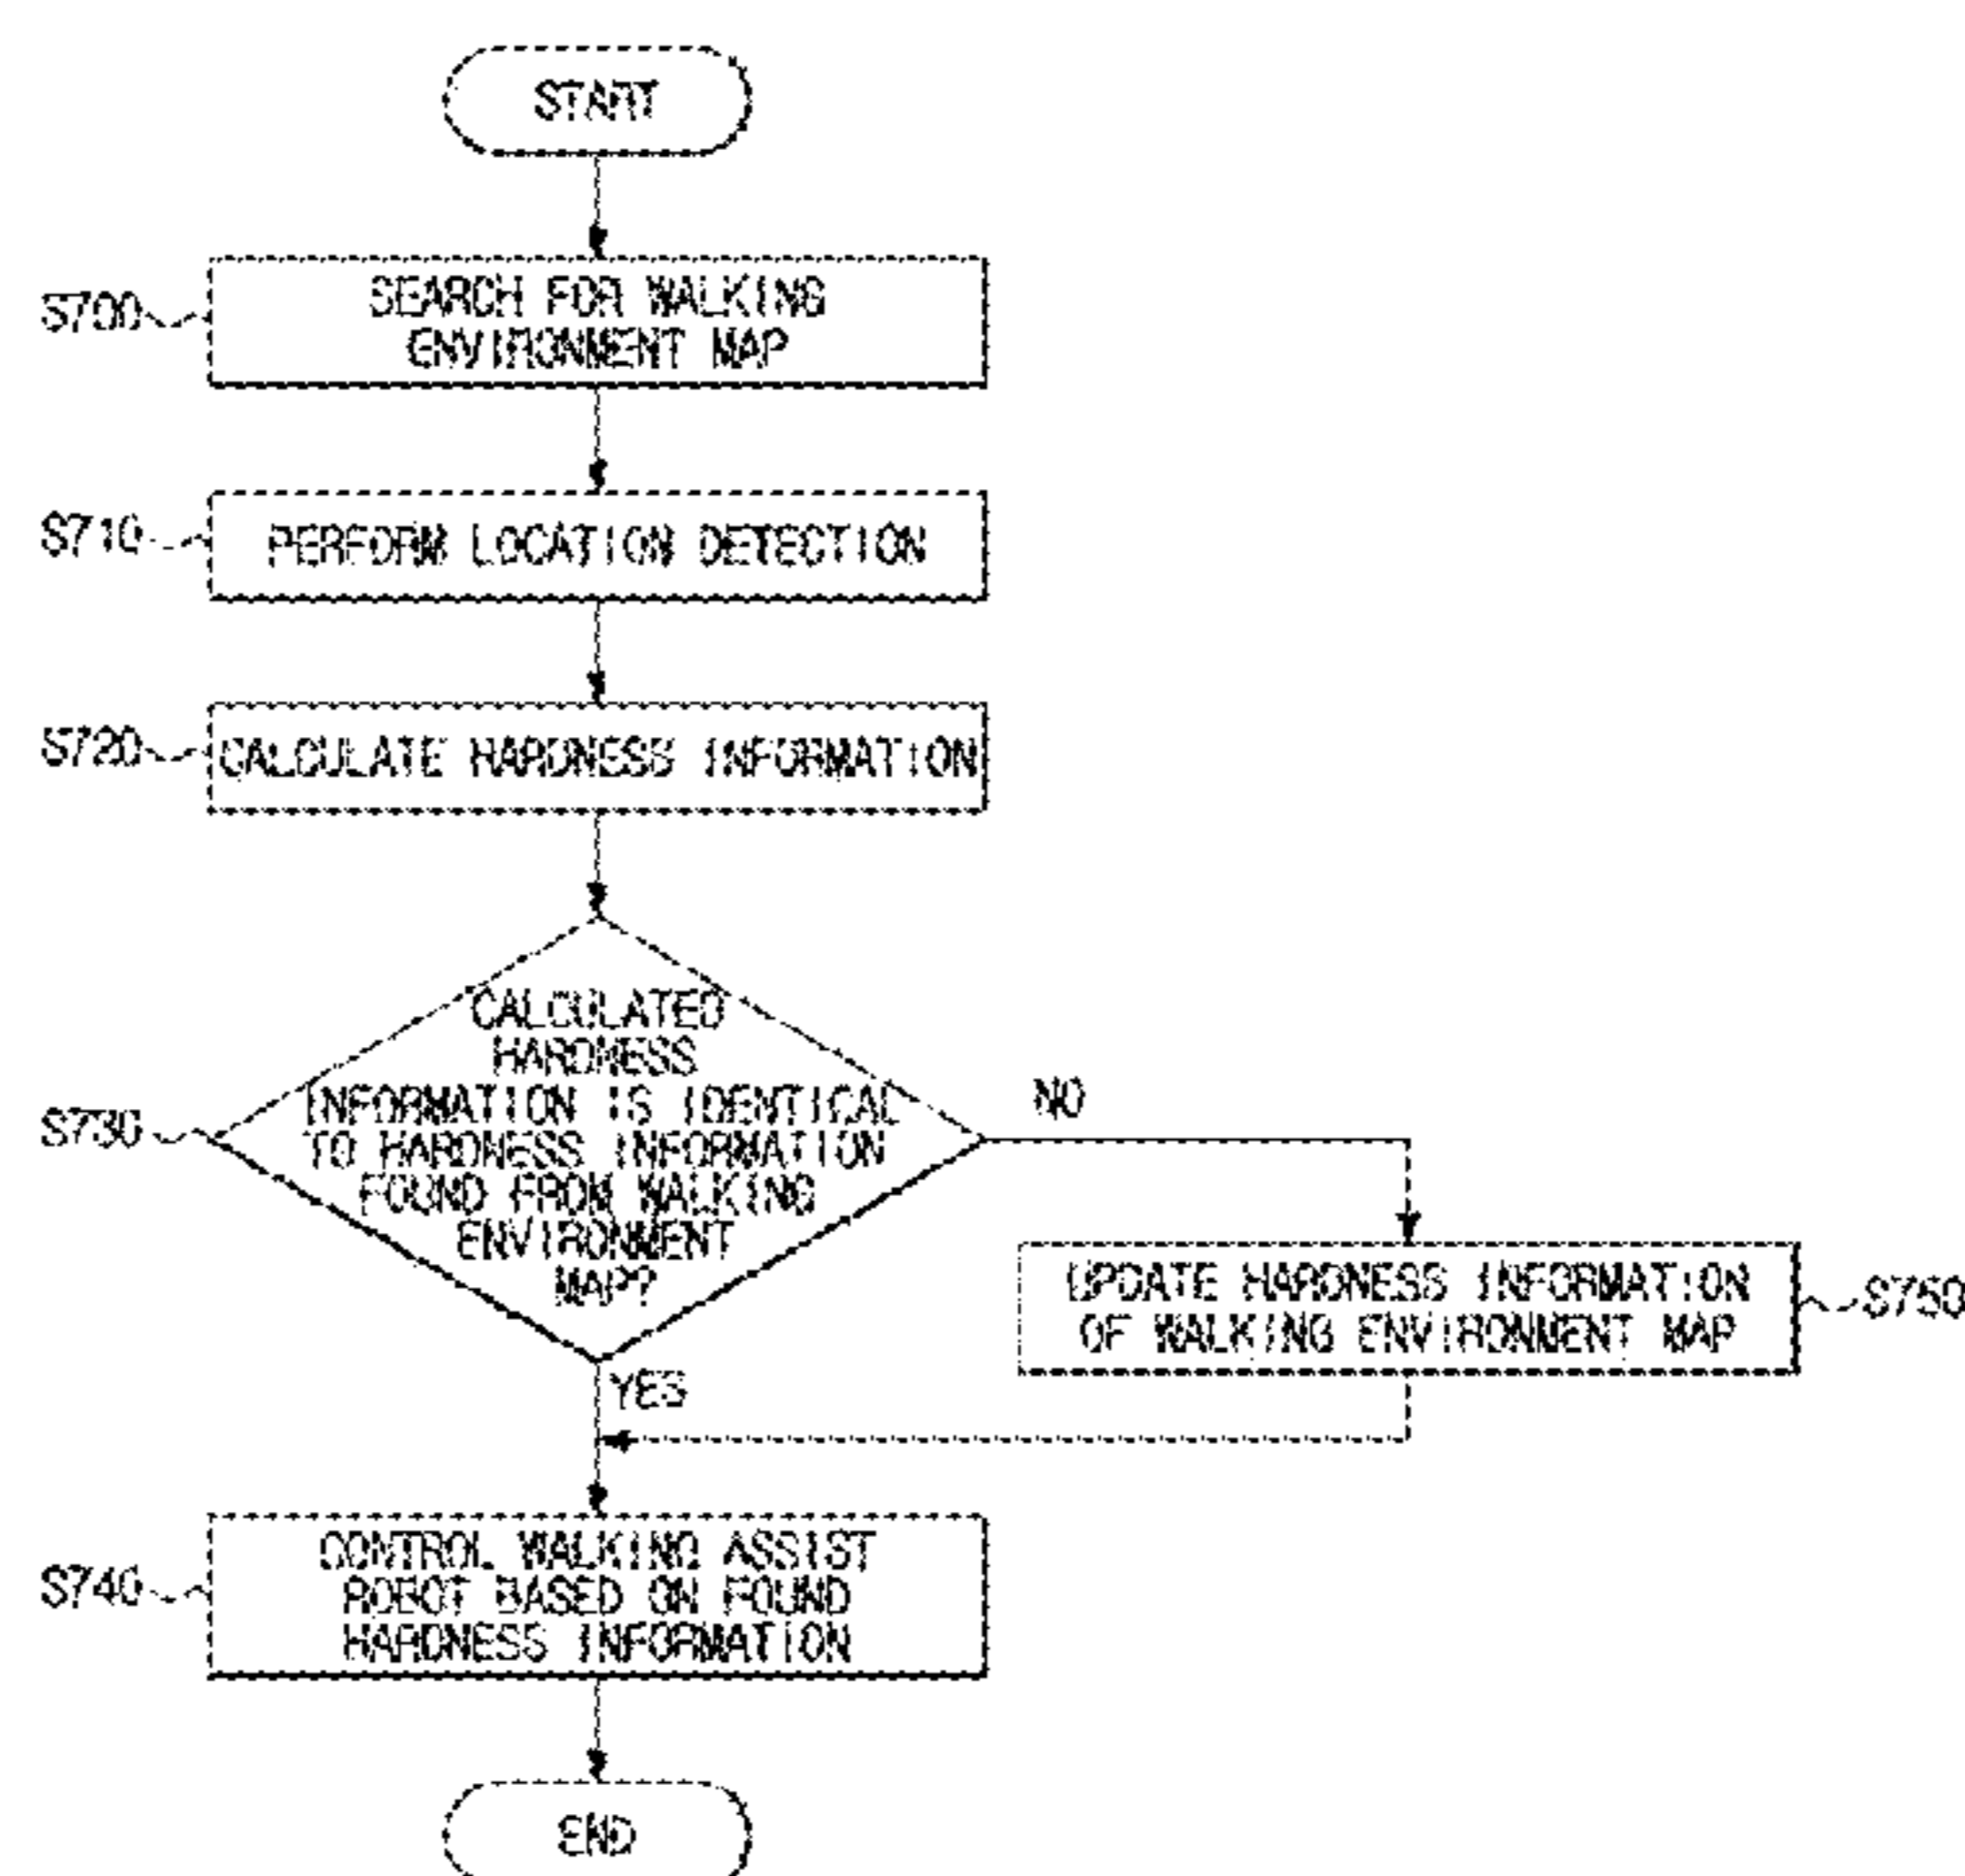 START
S700
SEARCH FOR WALKING
ENVIRONMENT MAP
S710
PERFORM LOCATION DETECTION
S720
CALCULATE HARDNESS INFORMATION
S730
CALCULATED
HARDNESS
INFORMATION IS IDENTICAL
TO HARDNESS INFORMATION
FOUND FROM WALKING
ENVIRONMENT
MAP?
NO
UPDATE HARDNESS INFORMATION
OF WALKING ENVIRONMENT MAP
S750
YES
S740
CONTROL WALKING ASSIST
ROBOT BASED ON FOUND
HARDNESS INFORMATION
END